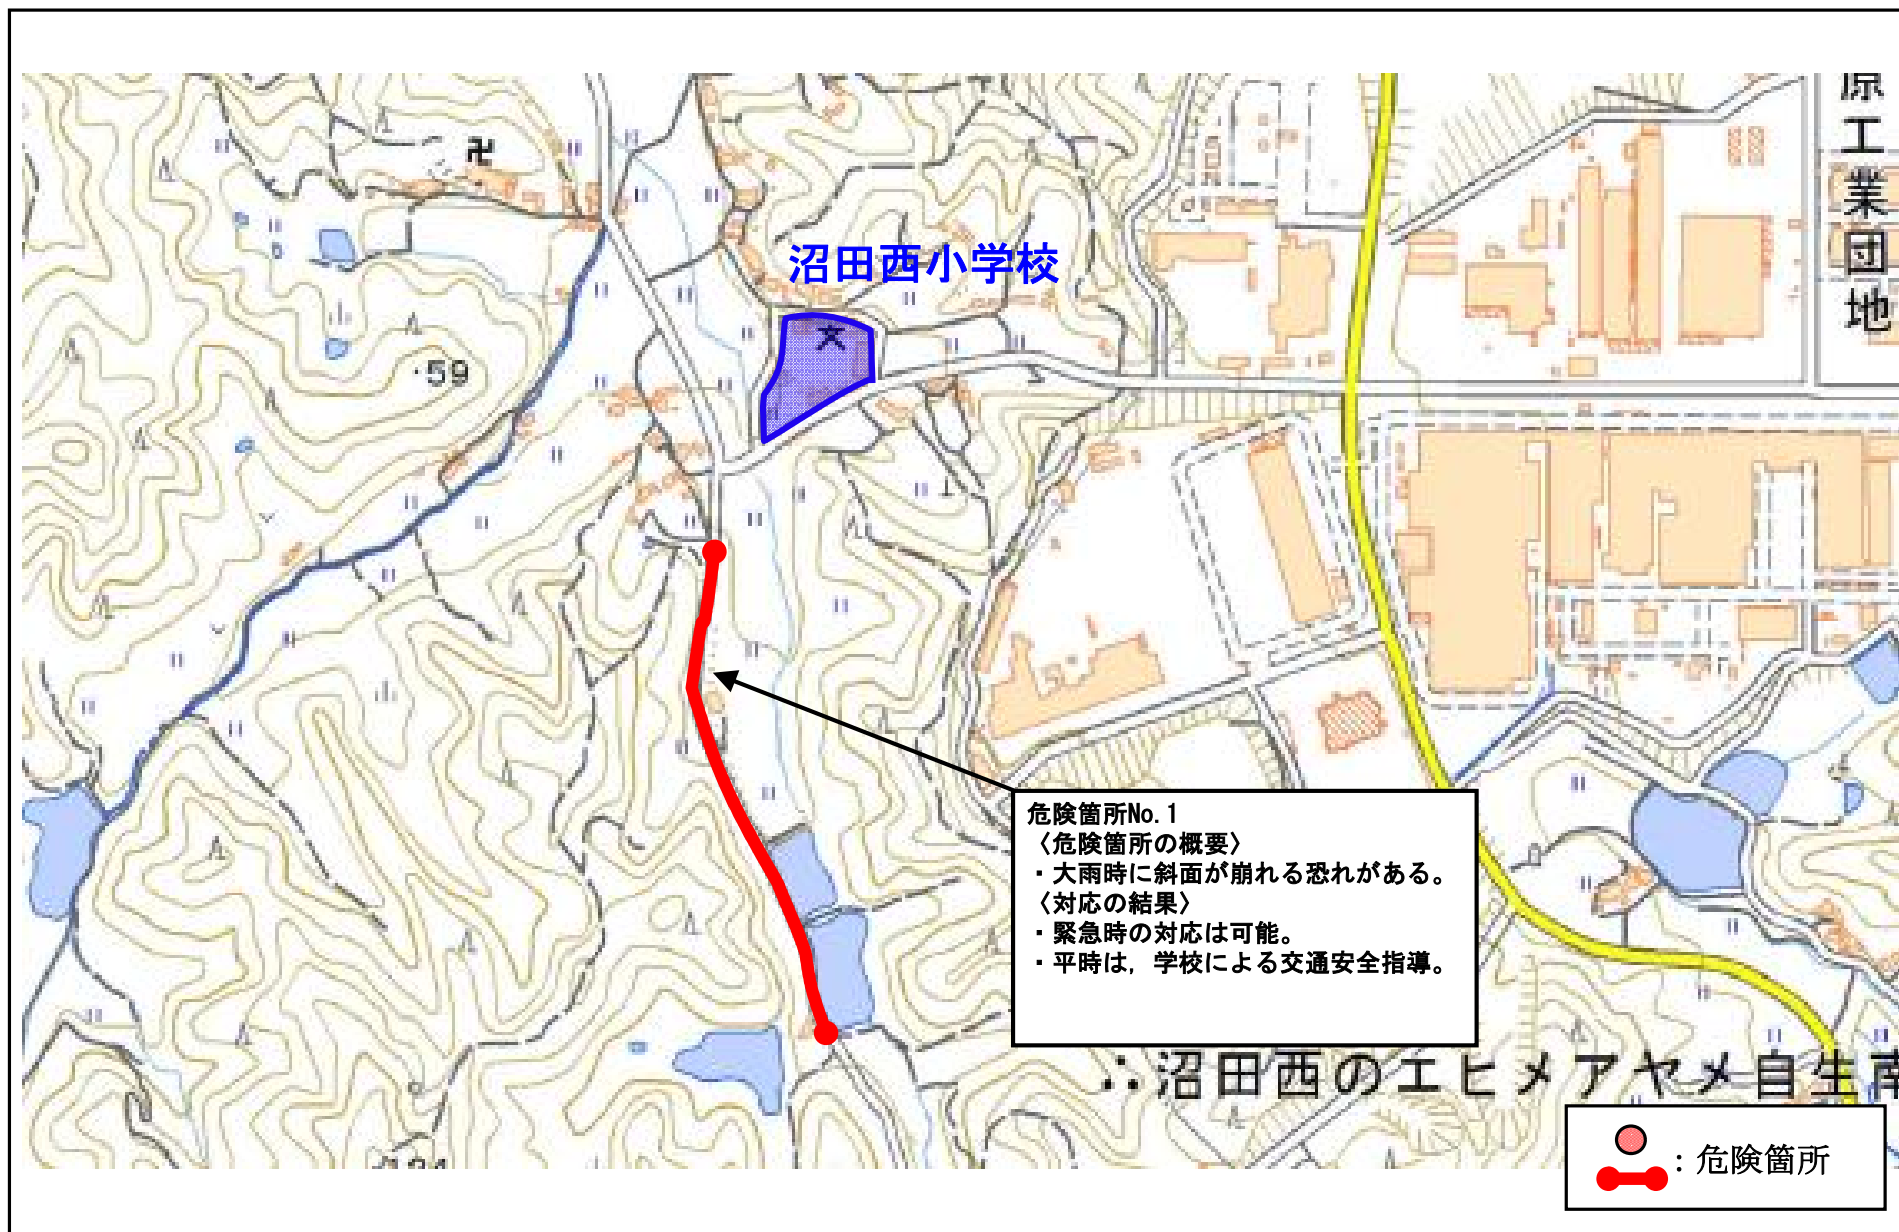 原工業団地
卍
沼田西小学校
文
・59
危険箇所No.1
〈危険箇所の概要〉
・大雨時に斜面が崩れる恐れがある。
〈対応の結果〉
・緊急時の対応は可能。
・平時は，学校による交通安全指導。
∴沼田西のエヒメアヤメ自生南
：危険箇所